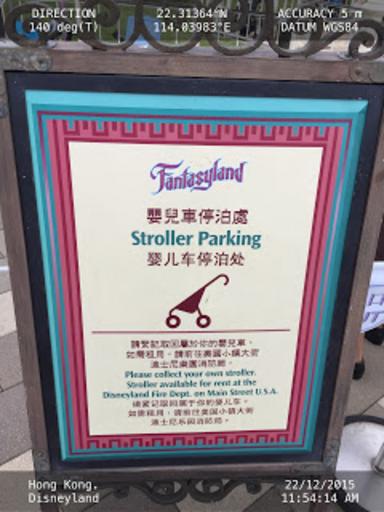 DIRECTION 22.31364°N ACCURACY 5 m
140 deg(T) 114.03983°E DATUM WGS84
Fantasyland
嬰兒車停泊處
Stroller Parking
婴儿车停泊处
請緊記取回屬於你的嬰兒車。
如需租用，請前往美國小鎮大街
迪士尼樂園消防局。
Please collect your own stroller.
Stroller available for rent at the
Disneyland Fire Dept. on Main Street U.S.A.
请紧记取回属于你的婴儿车。
如需租用，请前往美国小镇大街
迪士尼乐园消防局。
Hong Kong. 22/12/2015
Disneyland 11:54:14 AM